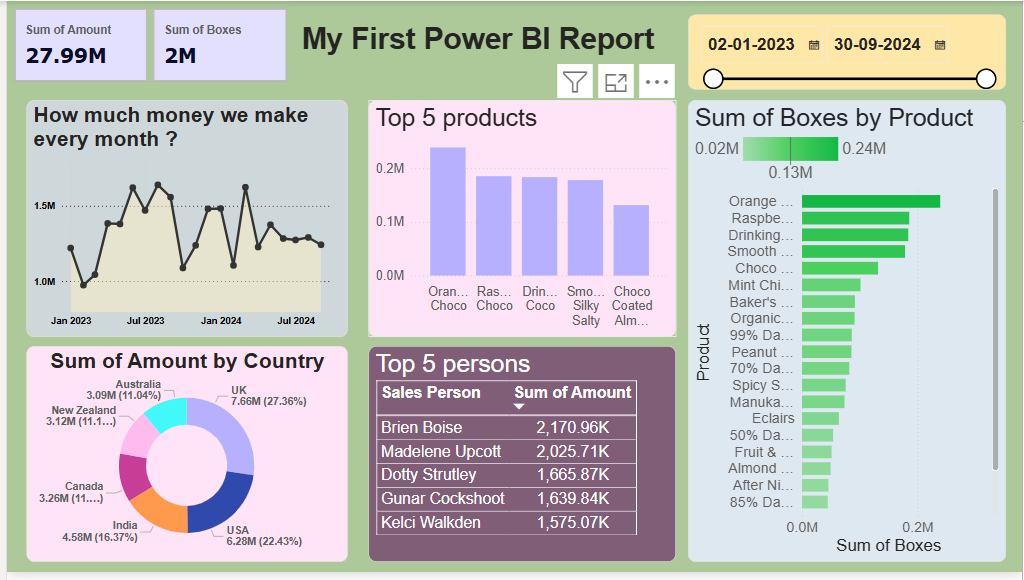 Sum of Amount
27.99M
Sum of Boxes
2M
My First Power BI Report
02-01-2023
30-09-2024
How much money we make
every month ?
1.5M
1.0M
Jan 2023
Jul 2023
Jan 2024
Jul 2024
Top 5 products
0.2M
0.1M
0.0M
Oran...
Choco
Ras...
Choco
Drin...
Coco
Smo...
Silky
Salty
Choco
Coated
Alm...
Sum of Boxes by Product
0.02M
0.24M
0.13M
Product
Orange ...
Raspbe...
Drinking...
Smooth ...
Choco ...
Mint Chi...
Baker's ...
Organic...
99% Da...
Peanut ...
70% Da...
Spicy S...
Manuka...
Eclairs
50% Da...
Fruit & ...
Almond ...
After Ni...
85% Da...
0.0M
0.2M
Sum of Boxes
Sum of Amount by Country
Australia
3.09M (11.04%)
New Zealand
3.12M (11.1...)
Canada
3.26M (11....)
India
4.58M (16.37%)
UK
7.66M (27.36%)
USA
6.28M (22.43%)
Top 5 persons
Sales Person Sum of Amount
Brien Boise 2,170.96K
Madelene Upcott 2,025.71K
Dotty Strutley 1,665.87K
Gunar Cockshoot 1,639.84K
Kelci Walkden 1,575.07K